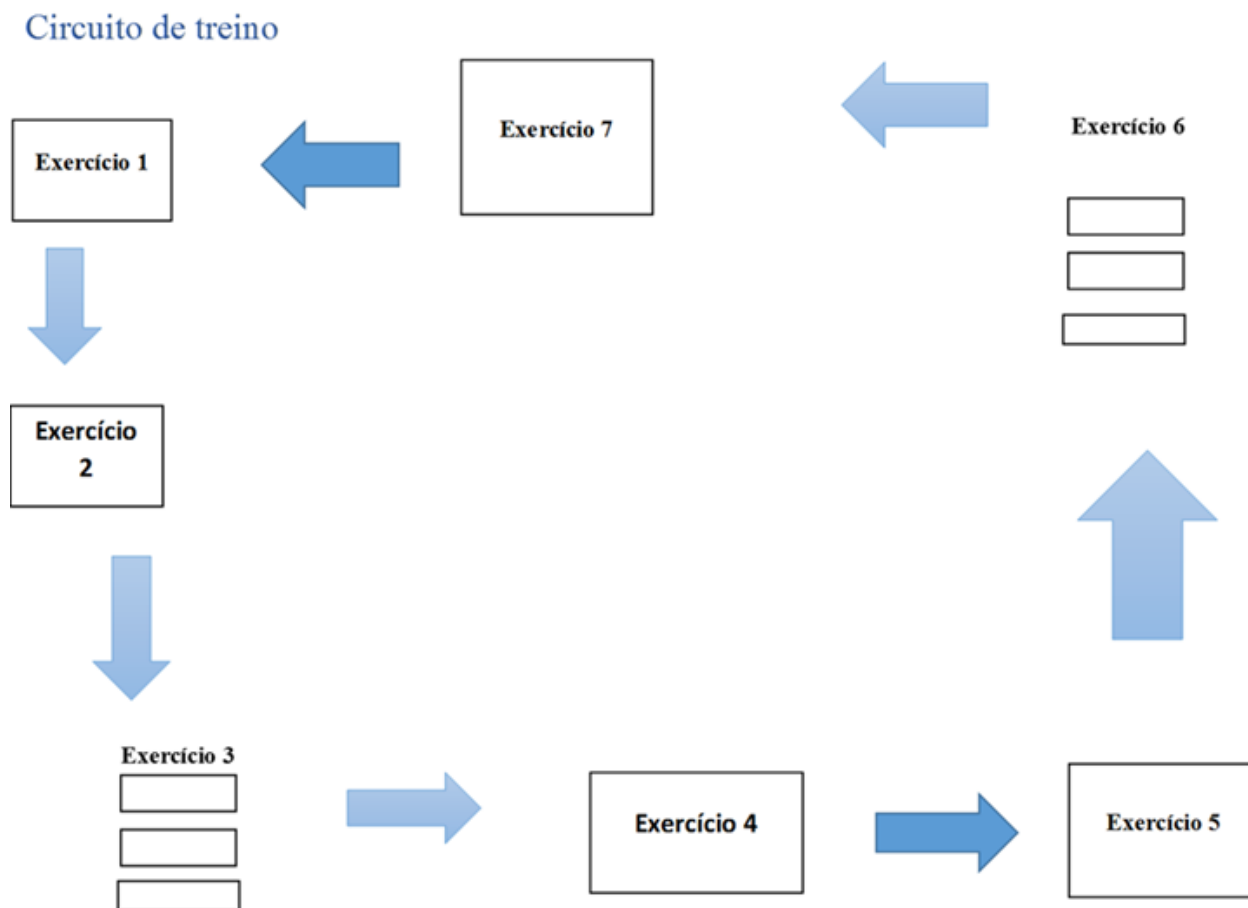 Circuito de treino
Exercício 7
Exercício 6
Exercício 1
Exercício
2
Exercício 3
Exercício 4
Exercício 5